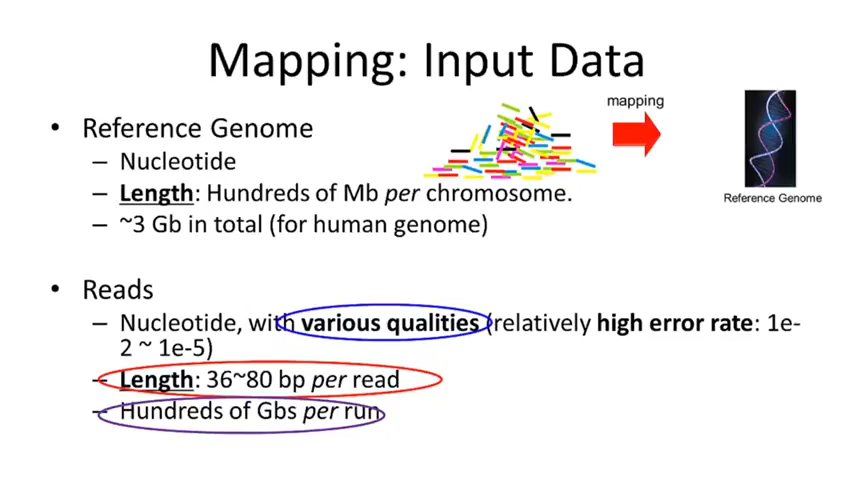 Mapping: Input Data
mapping
Reference Genome
• Reference Genome
– Nucleotide
– Length: Hundreds of Mb per chromosome.
– ~3 Gb in total (for human genome)
• Reads
– Nucleotide, with various qualities (relatively high error rate: 1e-
2 ~ 1e-5)
– Length: 36~80 bp per read
– Hundreds of Gbs per run